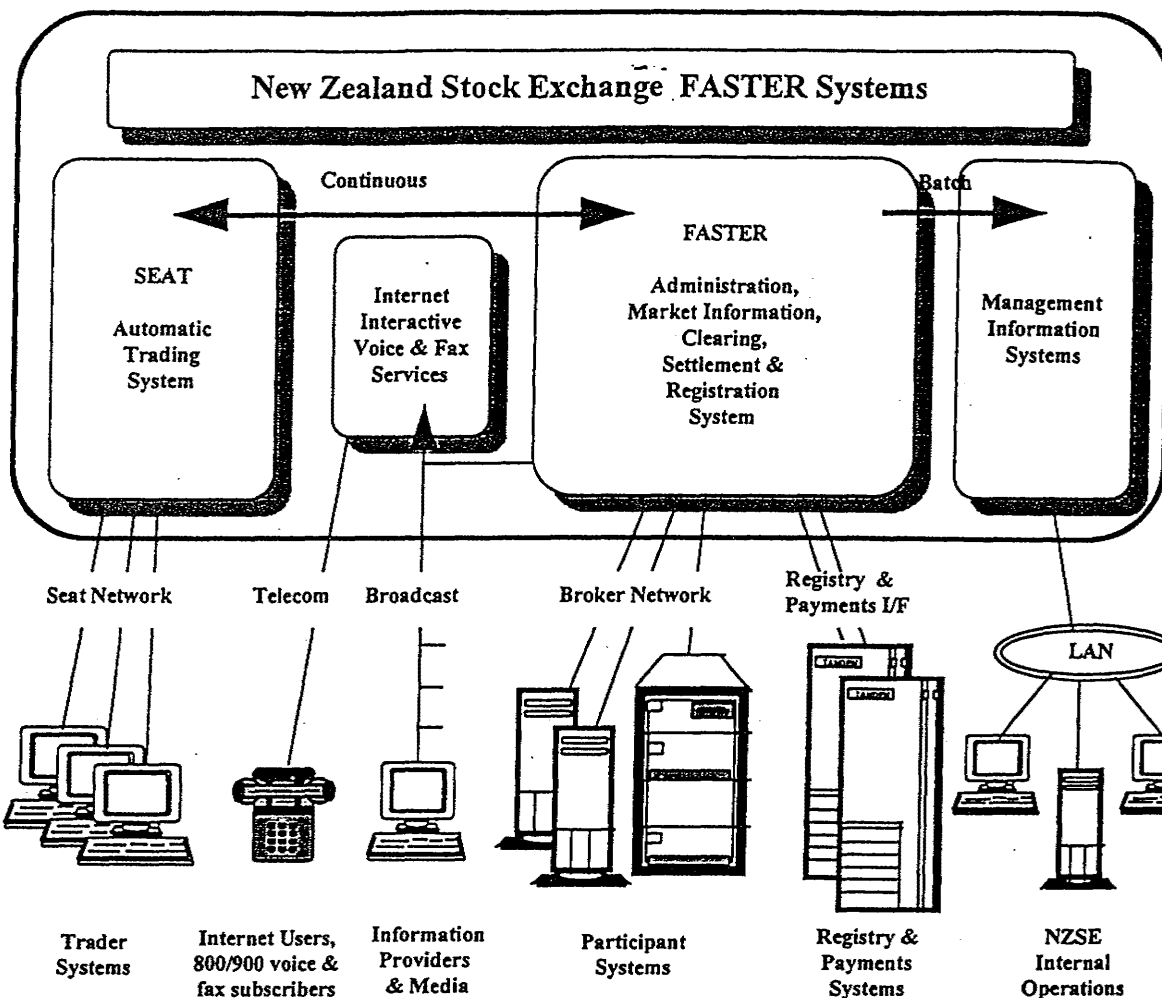 New Zealand Stock Exchange FASTER Systems
Continuous
Batch
SEAT
Automatic
Trading
System
Internet
Interactive
Voice & Fax
Services
FASTER
Administration,
Market Information,
Clearing,
Settlement &
Registration
System
Management
Information
Systems
Seat Network
Telecom
Broadcast
Broker Network
Registry &
Payments I/F
LAN
TANDEM
TANDEM
Trader
Systems
Internet Users,
800/900 voice &
fax subscribers
Information
Providers
& Media
Participant
Systems
Registry &
Payments
Systems
NZSE
Internal
Operations